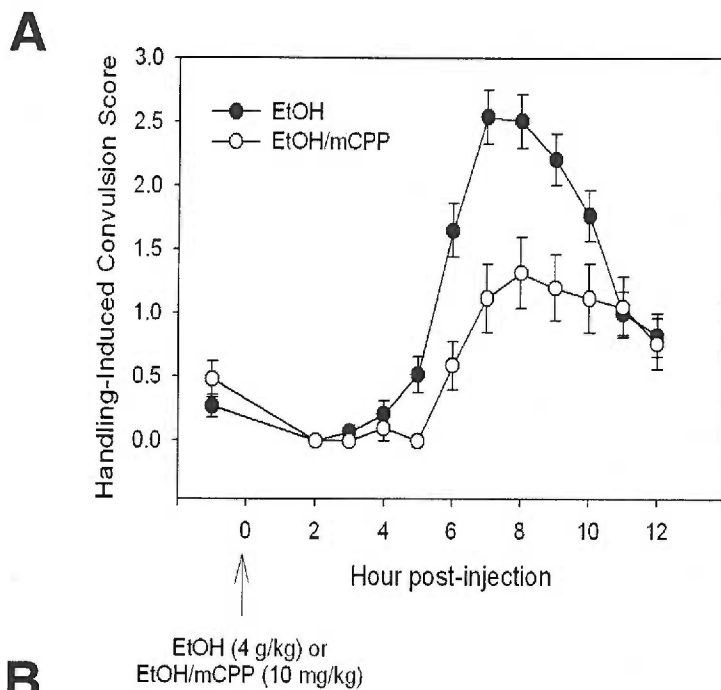 A
3.0
2.5
2.0
1.5
1.0
0.5
0.0
Handling-Induced Convulsion Score
EtOH
EtOH/mCPP
0 2 4 6 8 10 12
Hour post-injection
EtOH (4 g/kg) or
EtOH/mCPP (10 mg/kg)
B